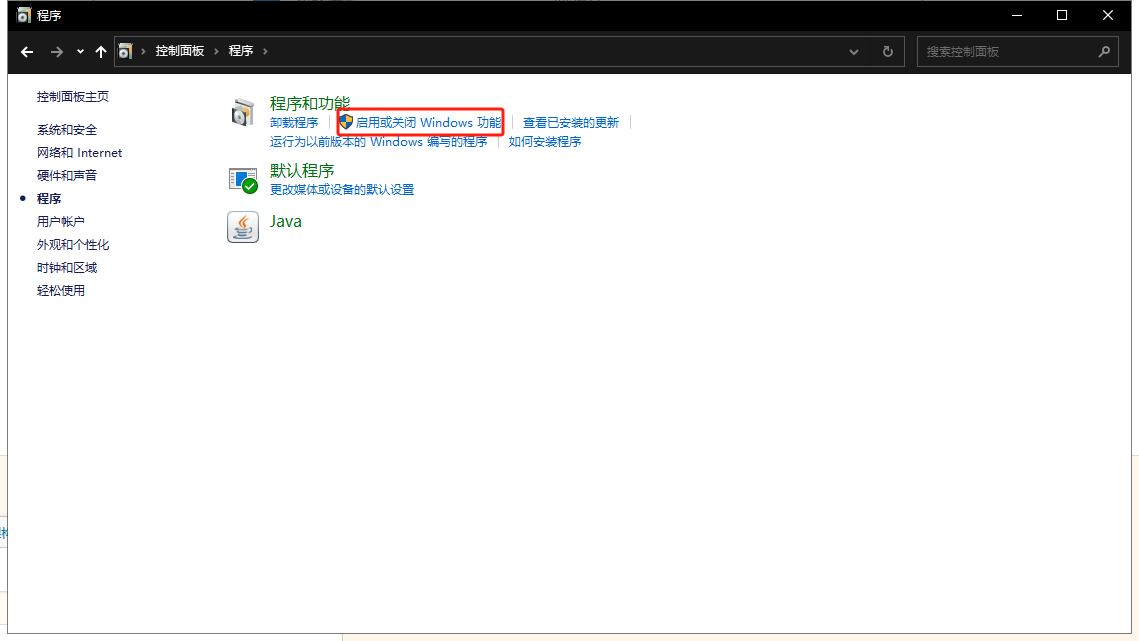 程序
控制面板 程序
搜索控制面板
控制面板主页
系统和安全
网络和 Internet
硬件和声音
程序
用户帐户
外观和个性化
时钟和区域
轻松使用
程序和功能
卸载程序 启用或关闭 Windows 功能 查看已安装的更新
运行为以前版本的 Windows 编写的程序 如何安装程序
默认程序
更改媒体或设备的默认设置
Java